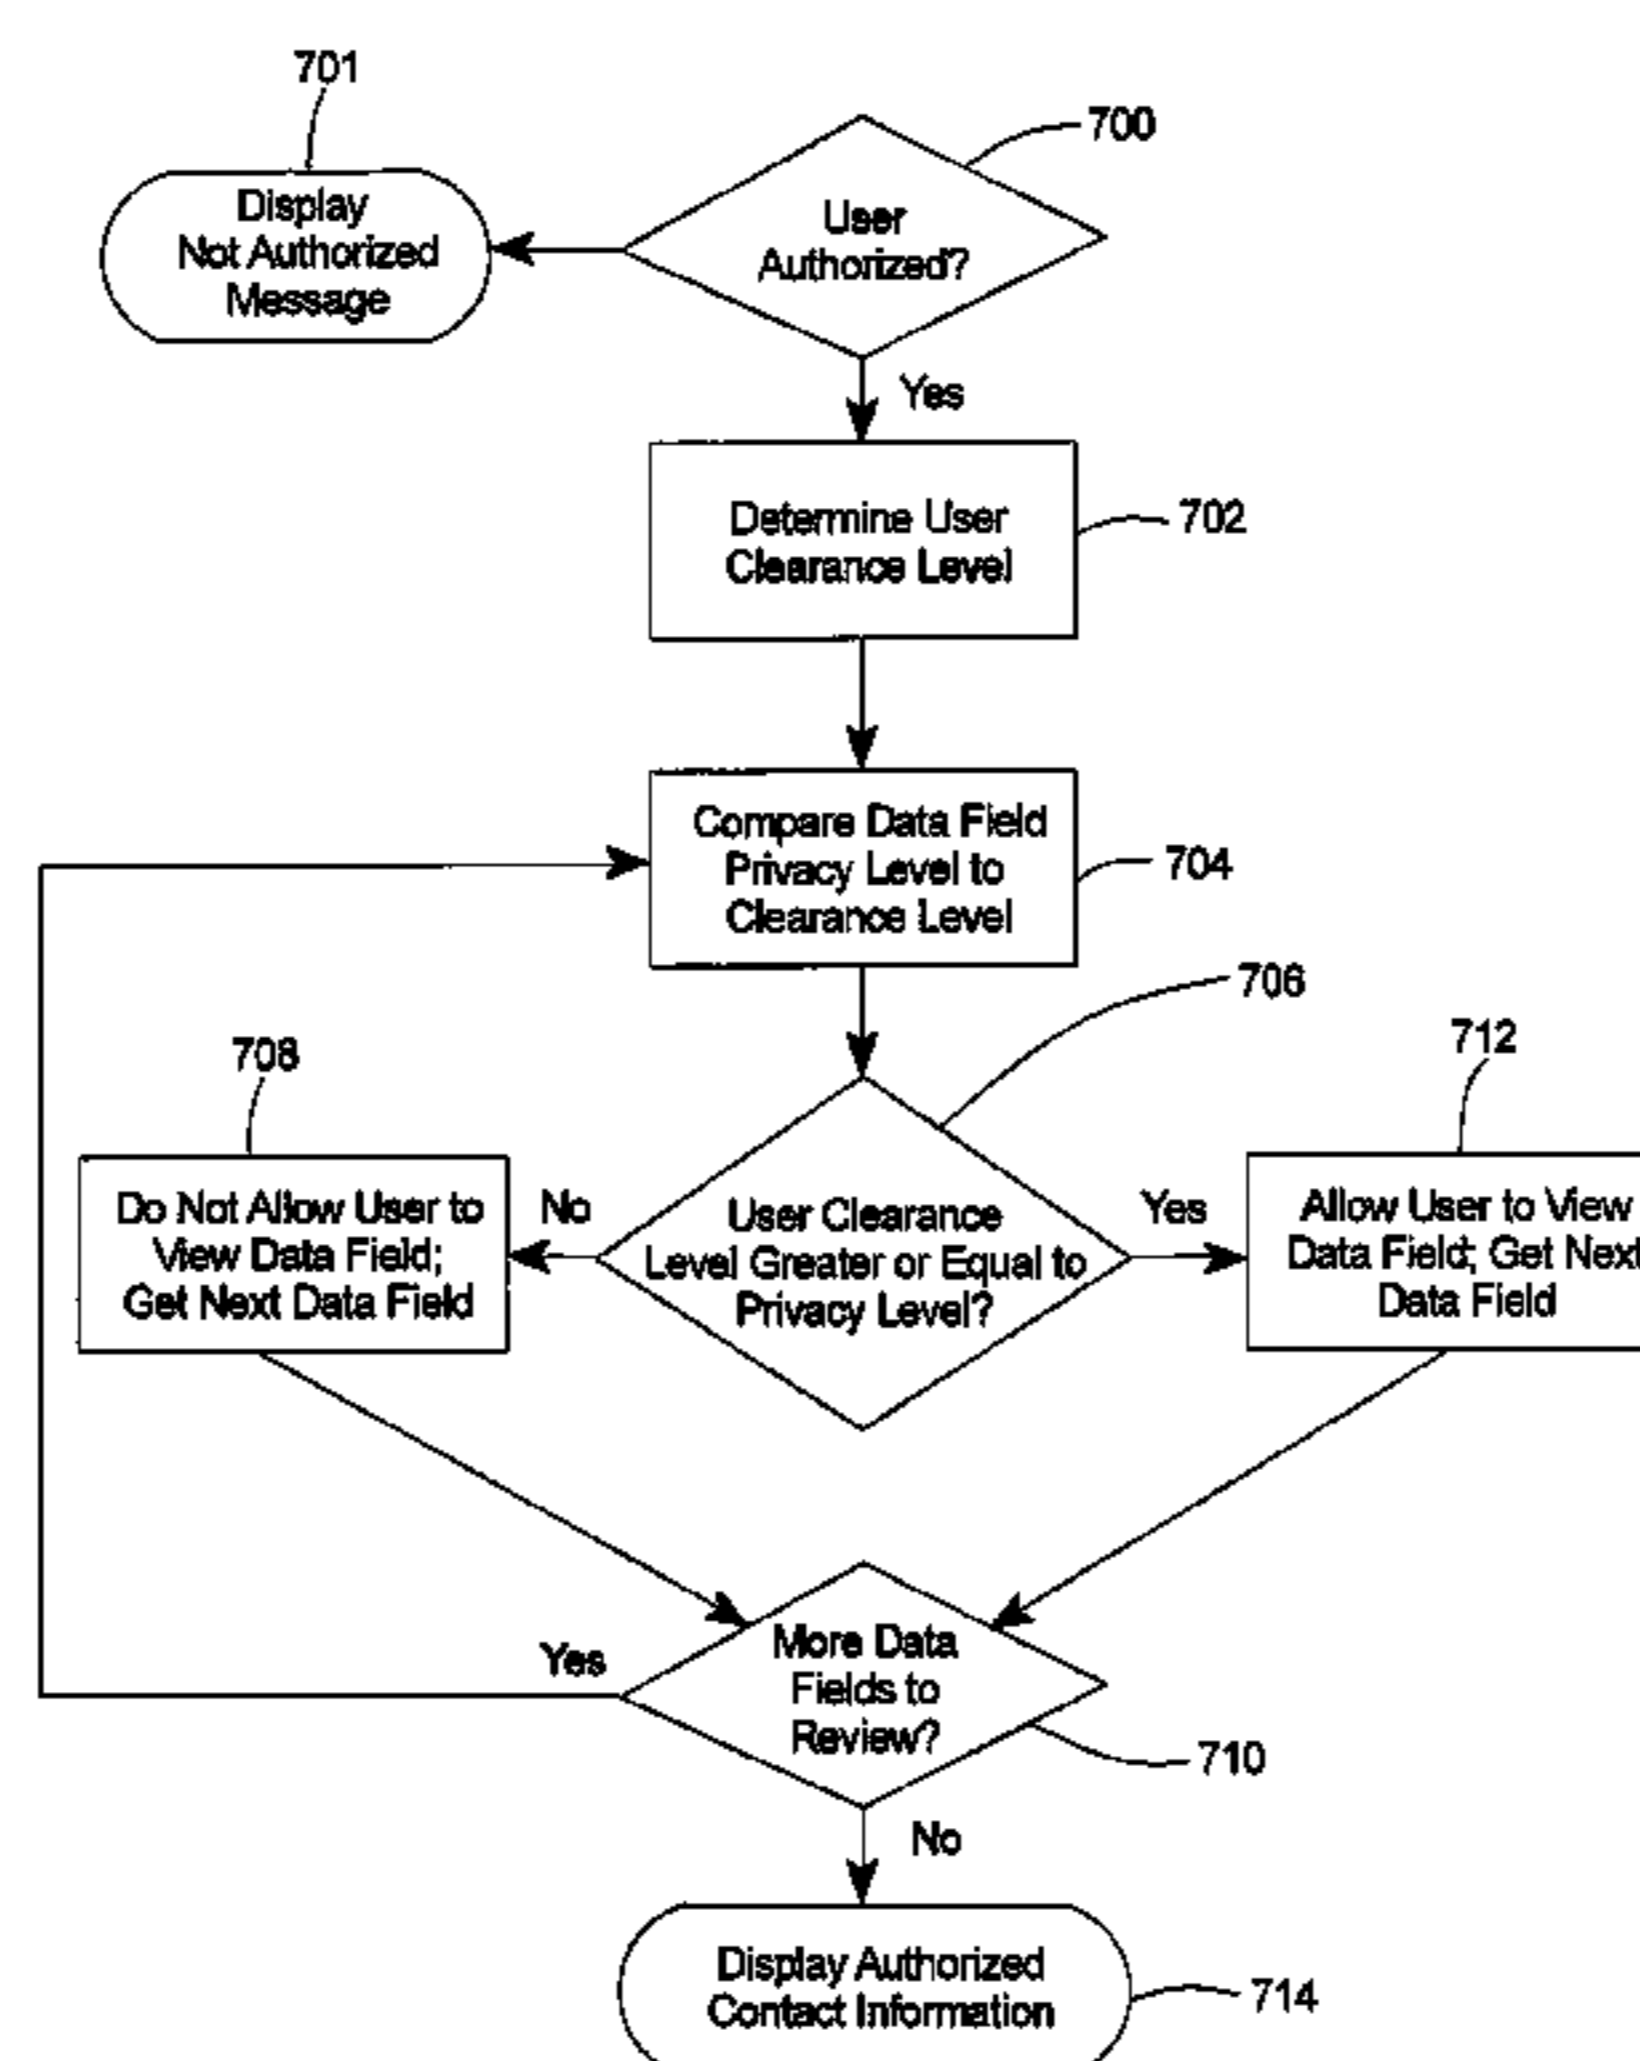 701
700
Display
Not Authorized
Message
User
Authorized?
Yes
Determine User
Clearance Level
702
Compare Data Field
Privacy Level to
Clearance Level
704
706
708
712
Do Not Allow User to
View Data Field;
Get Next Data Field
No
User Clearance
Level Greater or Equal to
Privacy Level?
Yes
Allow User to View
Data Field; Get Next
Data Field
Yes
More Data
Fields to
Review?
710
No
Display Authorized
Contact Information
714